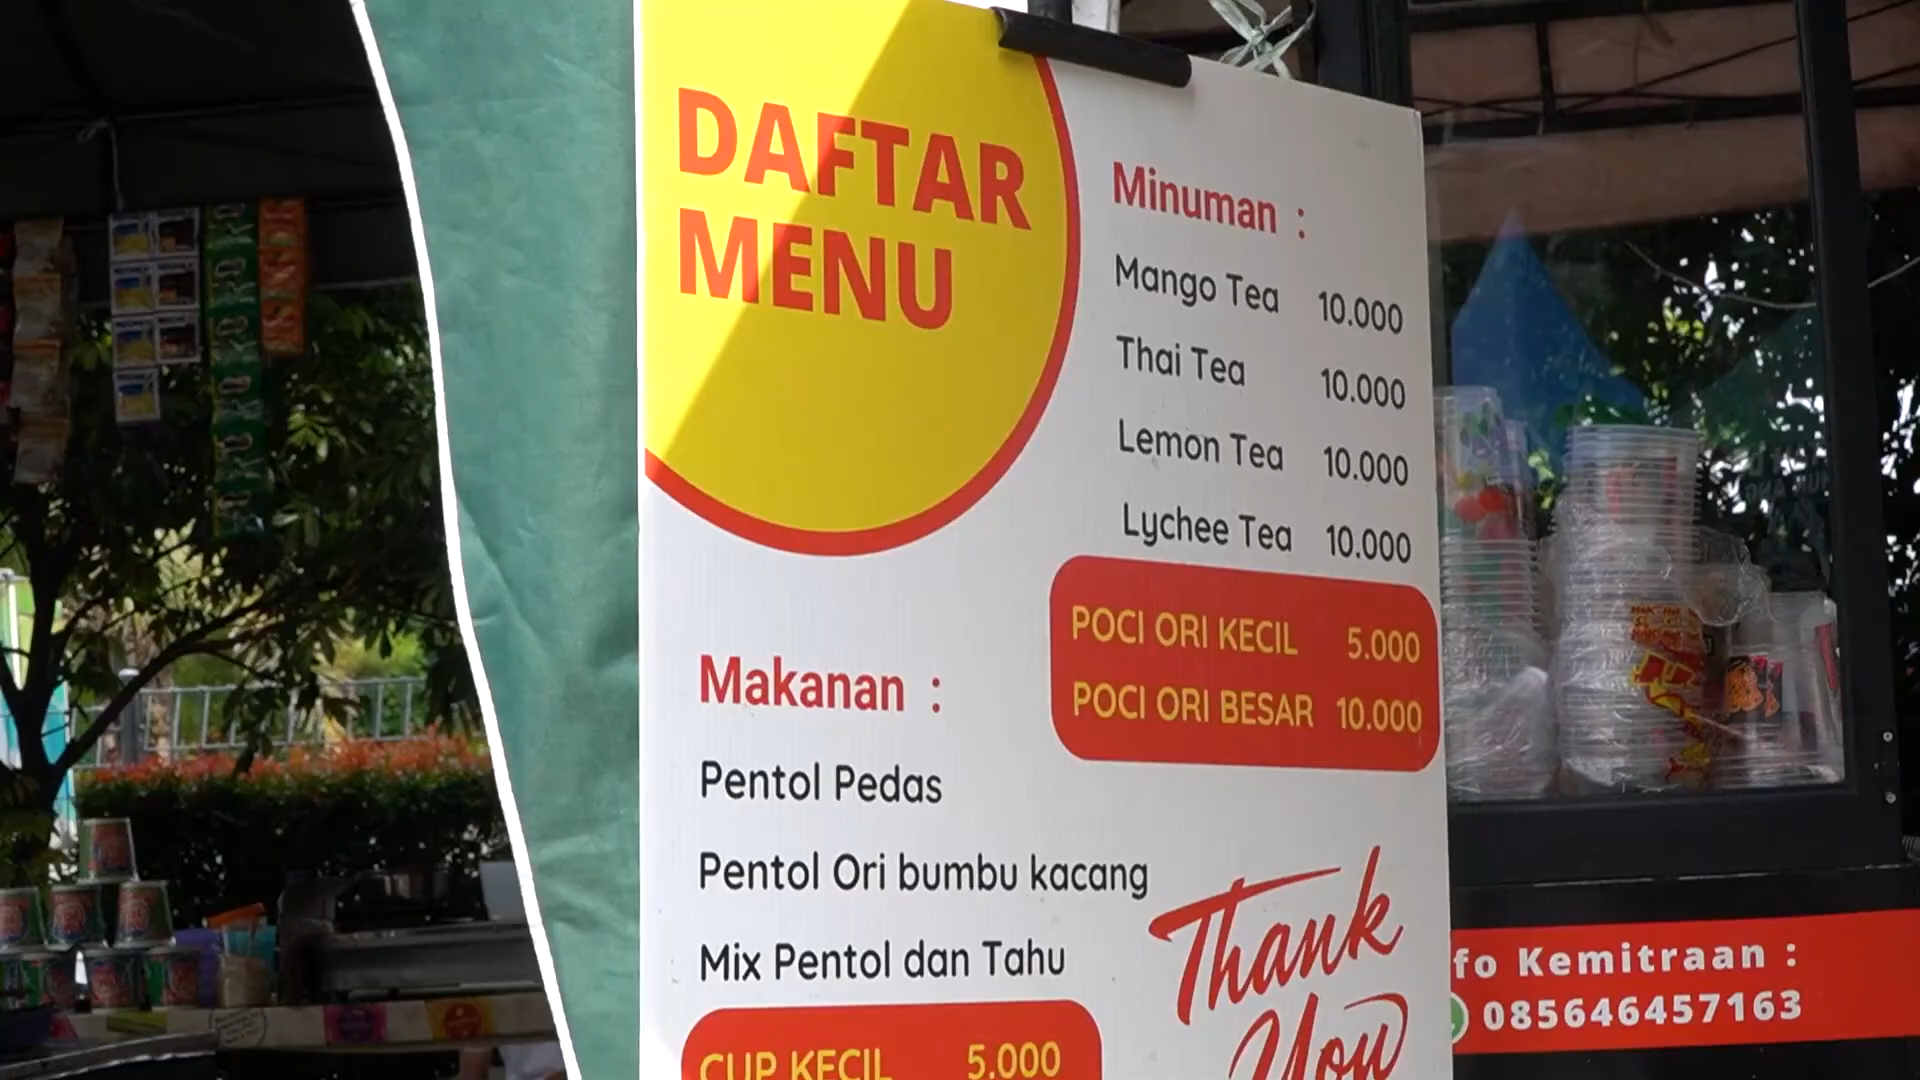 DAFTAR
MENU
Minuman :
Mango Tea 10.000
Thai Tea 10.000
Lemon Tea 10.000
Lychee Tea 10.000
POCI ORI KECIL 5.000
POCI ORI BESAR 10.000
Makanan :
Pentol Pedas
Pentol Ori bumbu kacang
Mix Pentol dan Tahu
CUP KECIL 5.000
Thank
You
fo Kemitraan :
085646457163